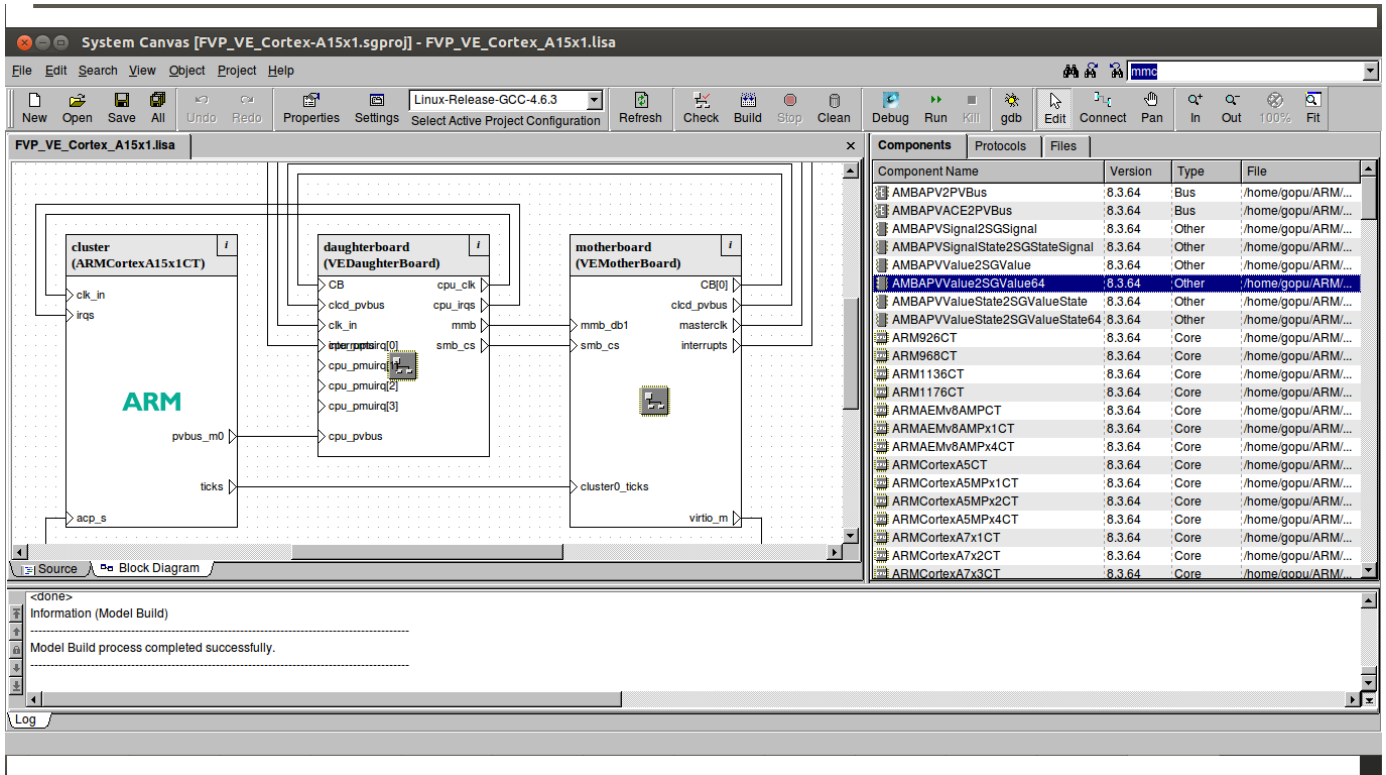 System Canvas [FVP_VE_Cortex-A15x1.sgproj] - FVP_VE_Cortex_A15x1.lisa
File Edit Search View Object Project Help mmc
New Open Save All Undo Redo Properties Settings Linux-Release-GCC-4.6.3 Select Active Project Configuration Refresh Check Build Stop Clean Debug Run Kill gdb Edit Connect Pan In Out 100% Fit
FVP_VE_Cortex_A15x1.lisa
cluster
(ARMCortexA15x1CT)
i
clk_in
irqs
ARM
pvbus_m0
ticks
acp_s
daughterboard
(VEDaughterBoard)
i
CB cpu_clk
clcd_pvbus cpu_irqs
clk_in mmb
smb_cs
cpu_pmuirq[2]
cpu_pmuirq[3]
cpu_pvbus
motherboard
(VEMotherBoard)
i
CB[0]
clcd_pvbus
mmb_db1 masterclk
smb_cs interrupts
cluster0_ticks
virtio_m
Source Block Diagram
Components Protocols Files
Component Name Version Type File
AMBAPV2PVBus 8.3.64 Bus /home/gopu/ARM/...
AMBAPVACE2PVBus 8.3.64 Bus /home/gopu/ARM/...
AMBAPVSignal2SGSignal 8.3.64 Other /home/gopu/ARM/...
AMBAPVSignalState2SGStateSignal 8.3.64 Other /home/gopu/ARM/...
AMBAPVValue2SGValue 8.3.64 Other /home/gopu/ARM/...
AMBAPVValue2SGValue64 8.3.64 Other /home/gopu/ARM/...
AMBAPVValueState2SGValueState 8.3.64 Other /home/gopu/ARM/...
AMBAPVValueState2SGValueState64 8.3.64 Other /home/gopu/ARM/...
ARM926CT 8.3.64 Core /home/gopu/ARM/...
ARM968CT 8.3.64 Core /home/gopu/ARM/...
ARM1136CT 8.3.64 Core /home/gopu/ARM/...
ARM1176CT 8.3.64 Core /home/gopu/ARM/...
ARMAEMv8AMPCT 8.3.64 Core /home/gopu/ARM/...
ARMAEMv8AMPx1CT 8.3.64 Core /home/gopu/ARM/...
ARMAEMv8AMPx4CT 8.3.64 Core /home/gopu/ARM/...
ARMCortexA5CT 8.3.64 Core /home/gopu/ARM/...
ARMCortexA5MPx1CT 8.3.64 Core /home/gopu/ARM/...
ARMCortexA5MPx2CT 8.3.64 Core /home/gopu/ARM/...
ARMCortexA5MPx4CT 8.3.64 Core /home/gopu/ARM/...
ARMCortexA7x1CT 8.3.64 Core /home/gopu/ARM/...
ARMCortexA7x2CT 8.3.64 Core /home/gopu/ARM/...
ARMCortexA7x3CT 8.3.64 Core /home/gopu/ARM/...
<done>
Information (Model Build)
Model Build process completed successfully.
Log